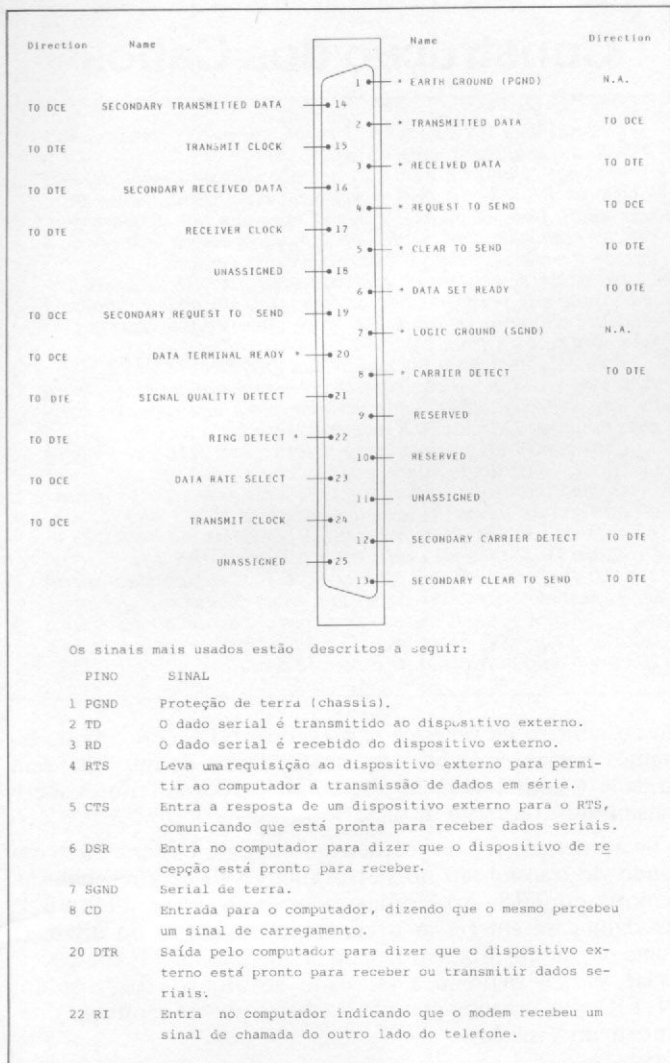 Direction Name Name Direction
1 * EARTH GROUND (PGND) N.A.
TO DCE SECONDARY TRANSMITTED DATA 14
2 * TRANSMITTED DATA TO DCE
TO DTE TRANSMIT CLOCK 15
3 * RECEIVED DATA TO DTE
TO DTE SECONDARY RECEIVED DATA 16
4 * REQUEST TO SEND TO DCE
TO DTE RECEIVER CLOCK 17
5 * CLEAR TO SEND TO DTE
UNASSIGNED 18
6 * DATA SET READY TO DTE
TO DCE SECONDARY REQUEST TO SEND 19
7 * LOGIC GROUND (SGND) N.A.
TO DCE DATA TERMINAL READY * 20
8 * CARRIER DETECT TO DTE
TO DTE SIGNAL QUALITY DETECT 21
9 RESERVED
TO DTE RING DETECT * 22
10 RESERVED
TO DCE DATA RATE SELECT 23
11 UNASSIGNED
TO DCE TRANSMIT CLOCK 24
12 SECONDARY CARRIER DETECT TO DTE
UNASSIGNED 25
13 SECONDARY CLEAR TO SEND TO DTE
Os sinais mais usados estão descritos a seguir:
PINO SINAL
1 PGND Proteção de terra (chassis).
2 TD O dado serial é transmitido ao dispositivo externo.
3 RD O dado serial é recebido do dispositivo externo.
4 RTS Leva uma requisição ao dispositivo externo para permi-
tir ao computador a transmissão de dados em série.
5 CTS Entra a resposta de um dispositivo externo para o RTS,
comunicando que está pronta para receber dados seriais.
6 DSR Entra no computador para dizer que o dispositivo de re
cepção está pronto para receber.
7 SGND Serial de terra.
8 CD Entrada para o computador, dizendo que o mesmo percebeu
um sinal de carregamento.
20 DTR Saída pelo computador para dizer que o dispositivo ex-
terno está pronto para receber ou transmitir dados se-
riais.
22 RI Entra no computador indicando que o modem recebeu um
sinal de chamada do outro lado do telefone.